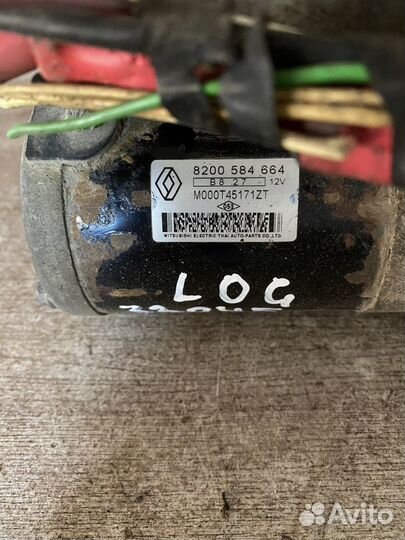 8200 584 664
B8 27 12V
M000T45171ZT
MITSUBISHI ELECTRIC THAI AUTO-PARTS CO.,LTD
LOG
Avito